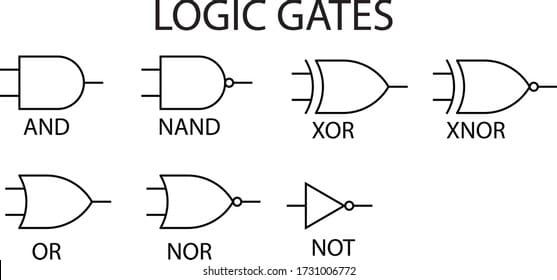 LOGIC GATES
AND NAND XOR XNOR
OR NOR NOT
shutterstock.com · 1731006772